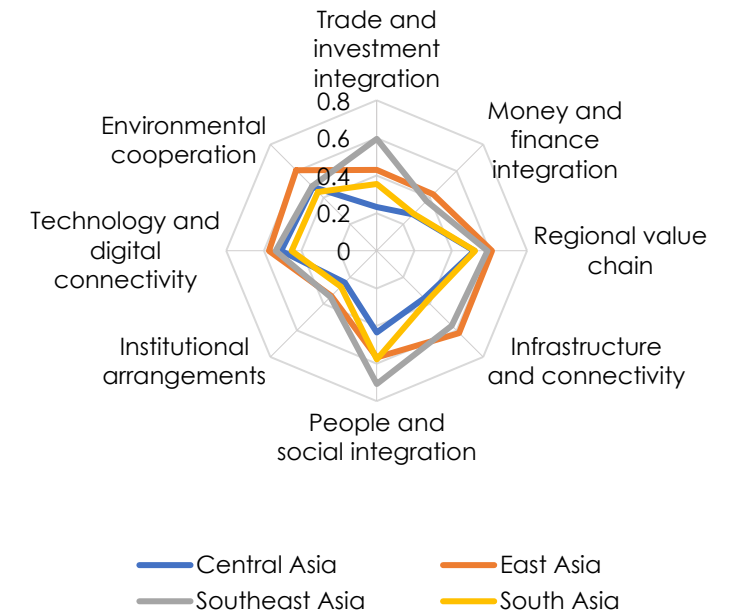 Trade and
investment
integration
Money and
finance
integration
Regional value
chain
Infrastructure
and connectivity
People and
social integration
Institutional
arrangements
Technology and
digital
connectivity
Environmental
cooperation
0.8
0.6
0.4
0.2
0
Central Asia
East Asia
Southeast Asia
South Asia